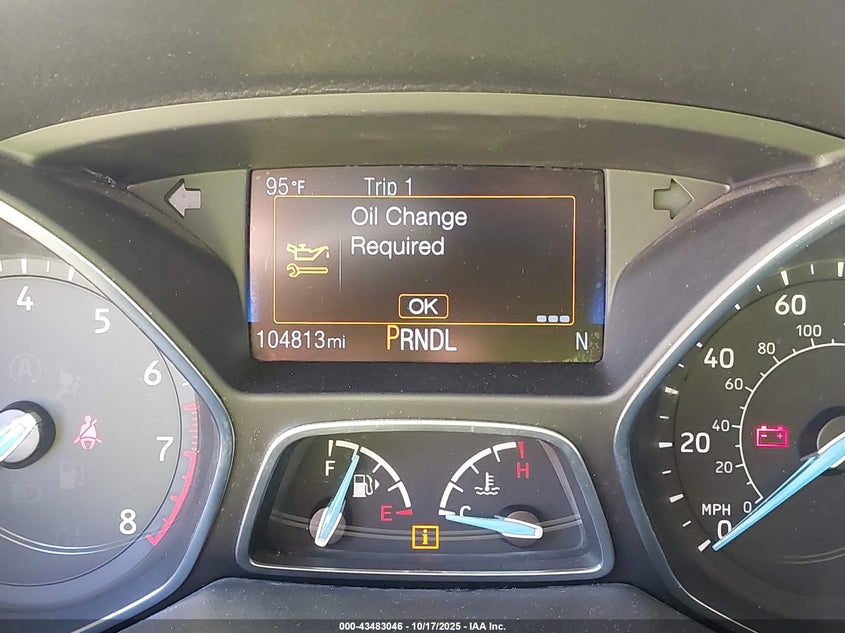 95°F Trip 1
Oil Change
Required
OK
104813mi PRNDL N
4
5
6
7
8
F
E
H
C
i
60
40
20
0
MPH
100
80
60
40
20
0
000-43483046 | 10/17/2025 - IAA Inc.